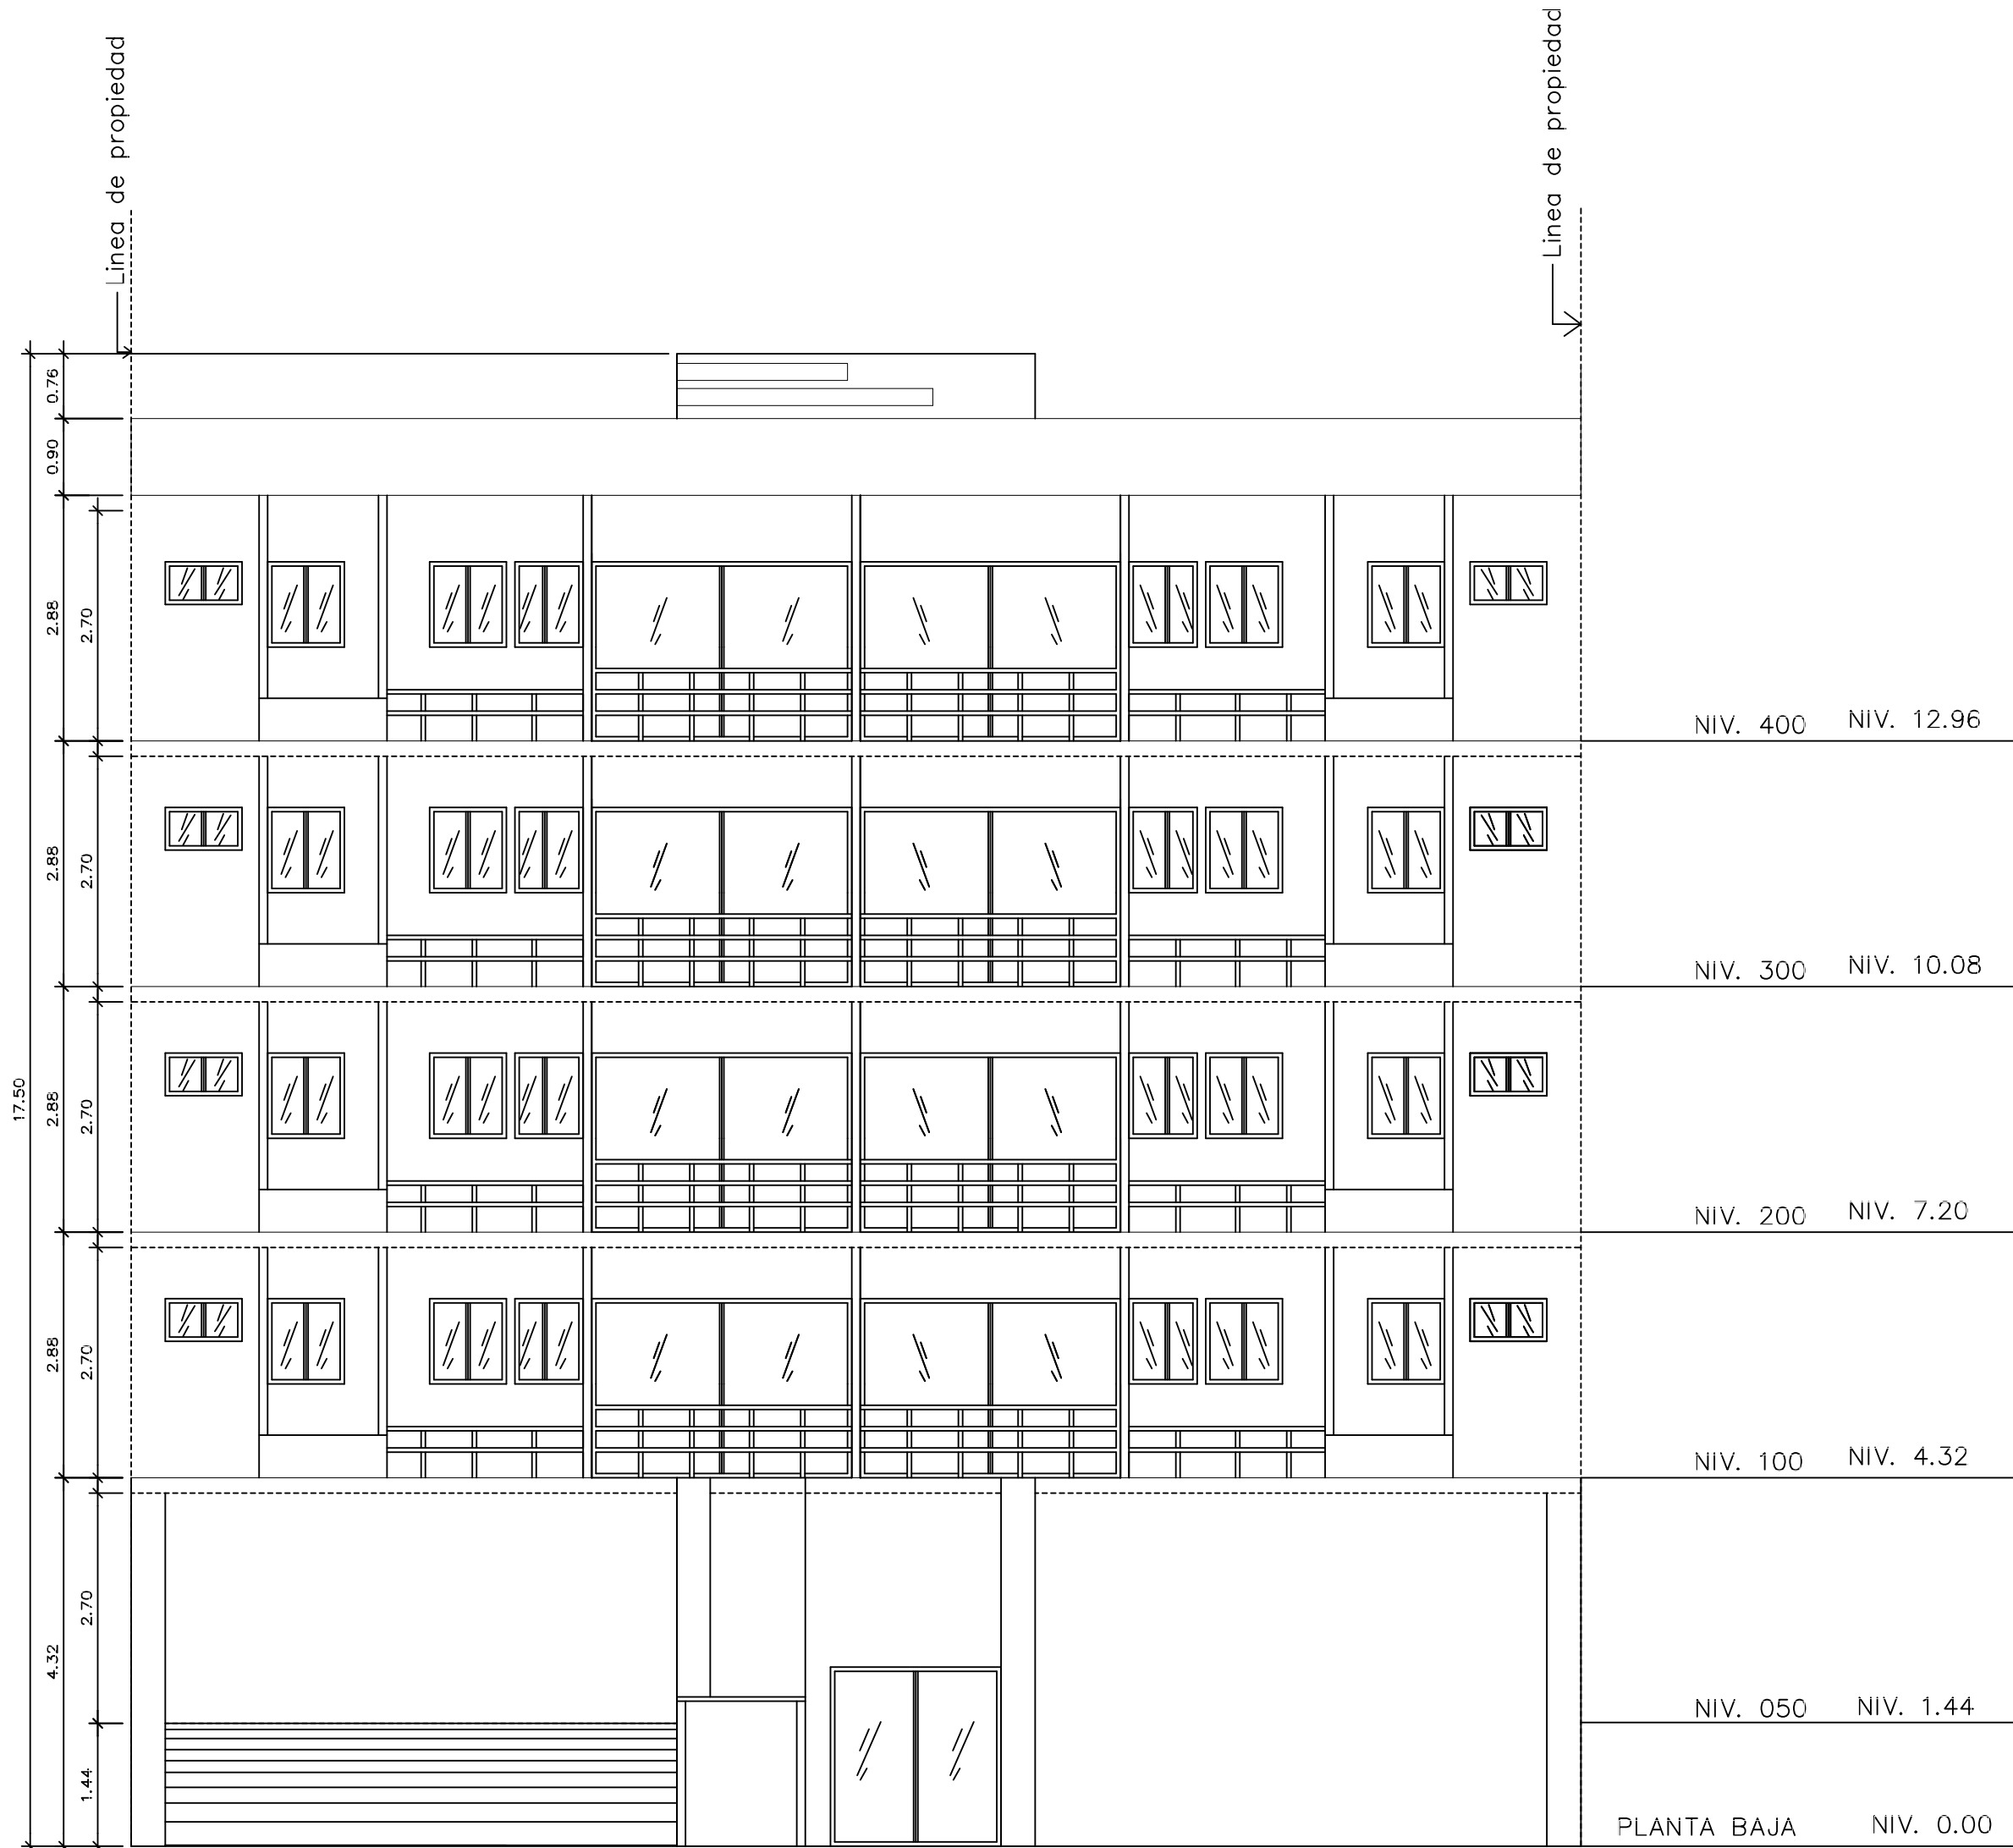 Linea de propiedad
Linea de propiedad
0.76
0.90
2.88
2.70
NIV. 400 NIV. 12.96
2.88
2.70
NIV. 300 NIV. 10.08
17.50
2.88
2.70
NIV. 200 NIV. 7.20
2.88
2.70
NIV. 100 NIV. 4.32
2.70
4.32
NIV. 050 NIV. 1.44
1.44
PLANTA BAJA NIV. 0.00